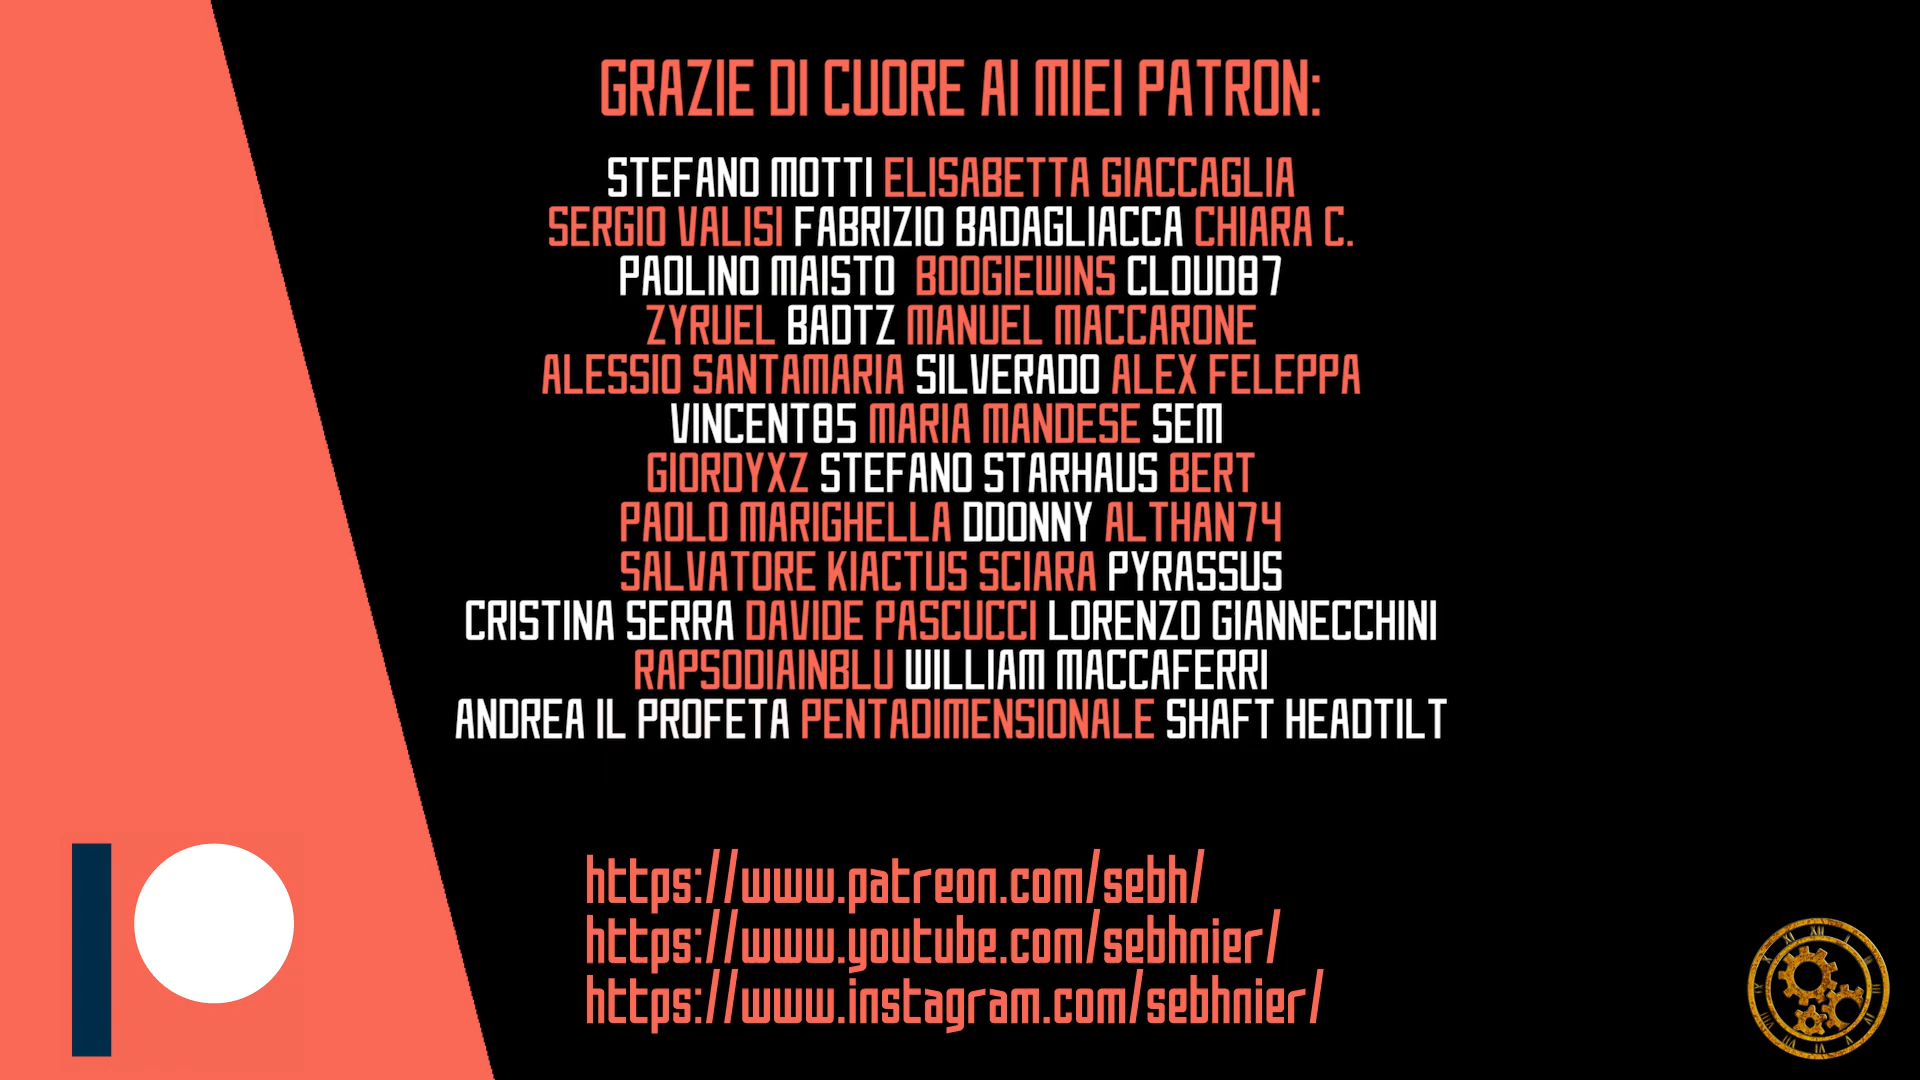 GRAZIE DI CUORE AI MIEI PATRON:
STEFANO MOTTI ELISABETTA GIACCAGLIA
SERGIO VALISI FABRIZIO BADAGLIACCA CHIARA C.
PAOLINO MAISTO BOOGIEWINS CLOUD87
ZYRUEL BADTZ MANUEL MACCARONE
ALESSIO SANTAMARIA SILVERADO ALEX FELEPPA
VINCENT85 MARIA MANDESE SEM
GIORDYXZ STEFANO STARHAUS BERT
PAOLO MARIGHELLA DDONNY ALTHAN74
SALVATORE KIACTUS SCIARA PYRASSUS
CRISTINA SERRA DAVIDE PASCUCCI LORENZO GIANNECCHINI
RAPSODIAINBLU WILLIAM MACCAFERRI
ANDREA IL PROFETA PENTADIMENSIONALE SHAFT HEADTILT
https://www.patreon.com/sebh/
https://www.youtube.com/sebhnier/
https://www.instagram.com/sebhnier/